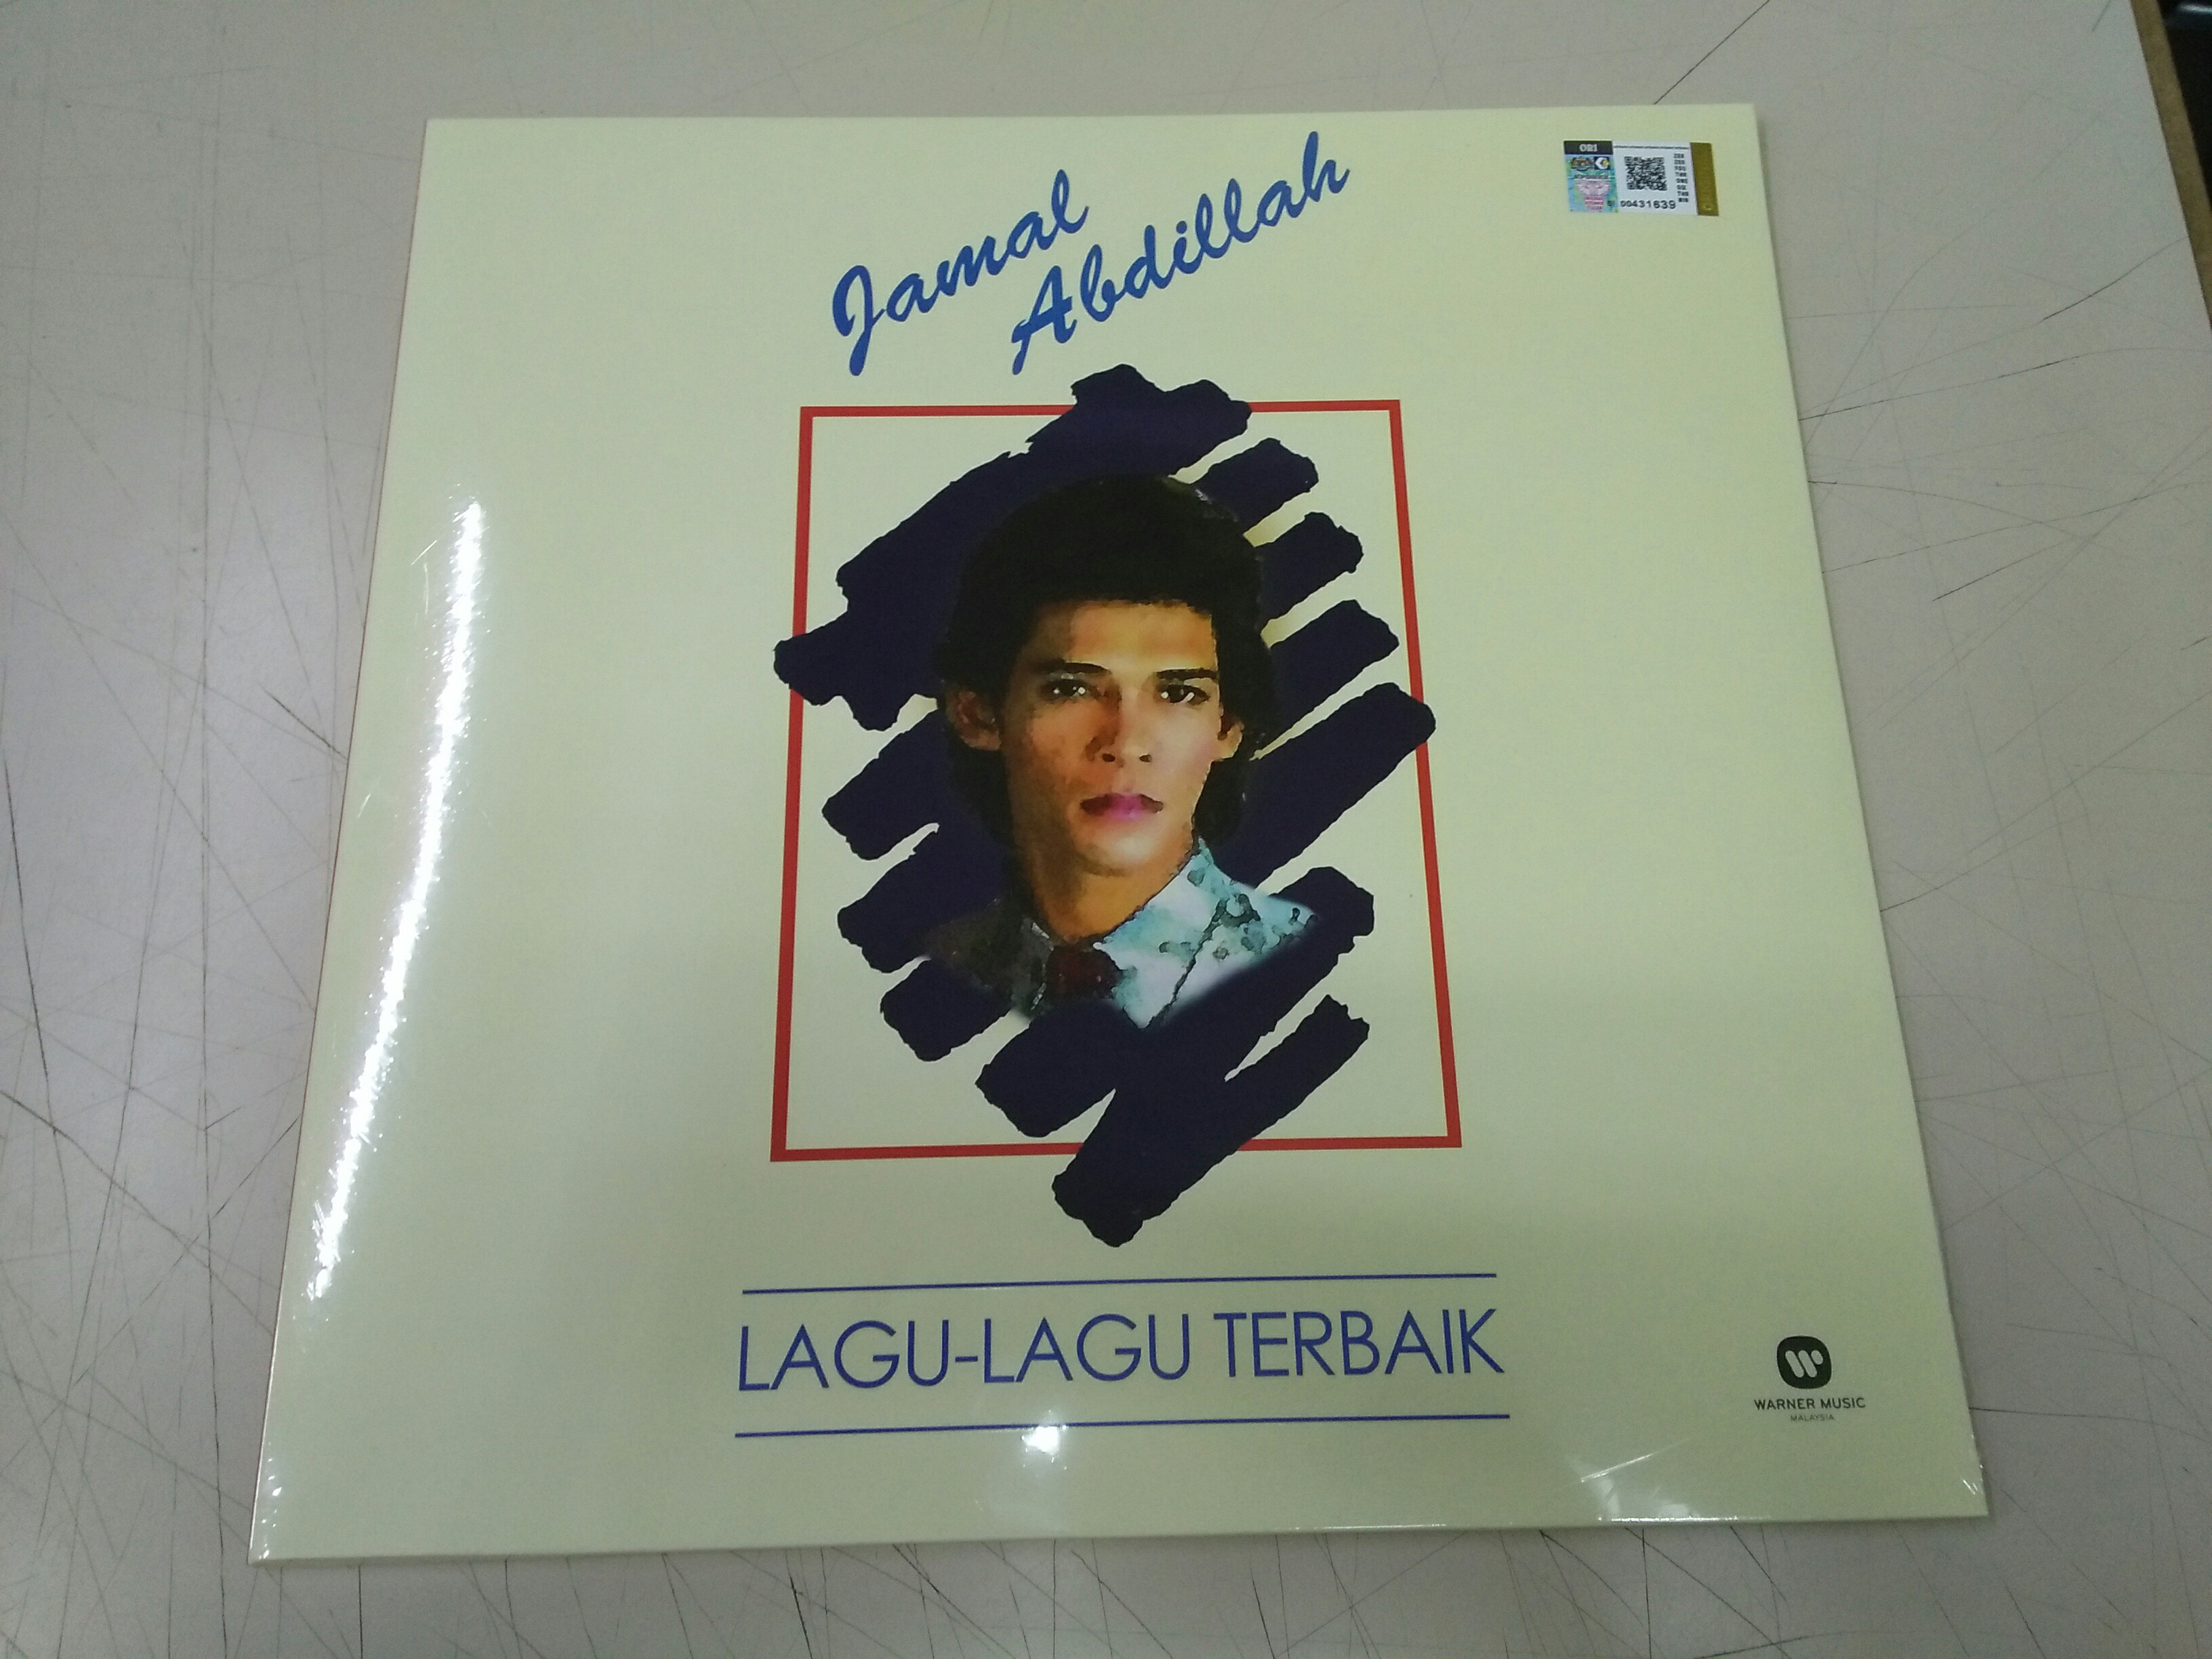 Jamal
Abdillah
ORI
00431639
LAGU-LAGU TERBAIK
WARNER MUSIC
MALAYSIA